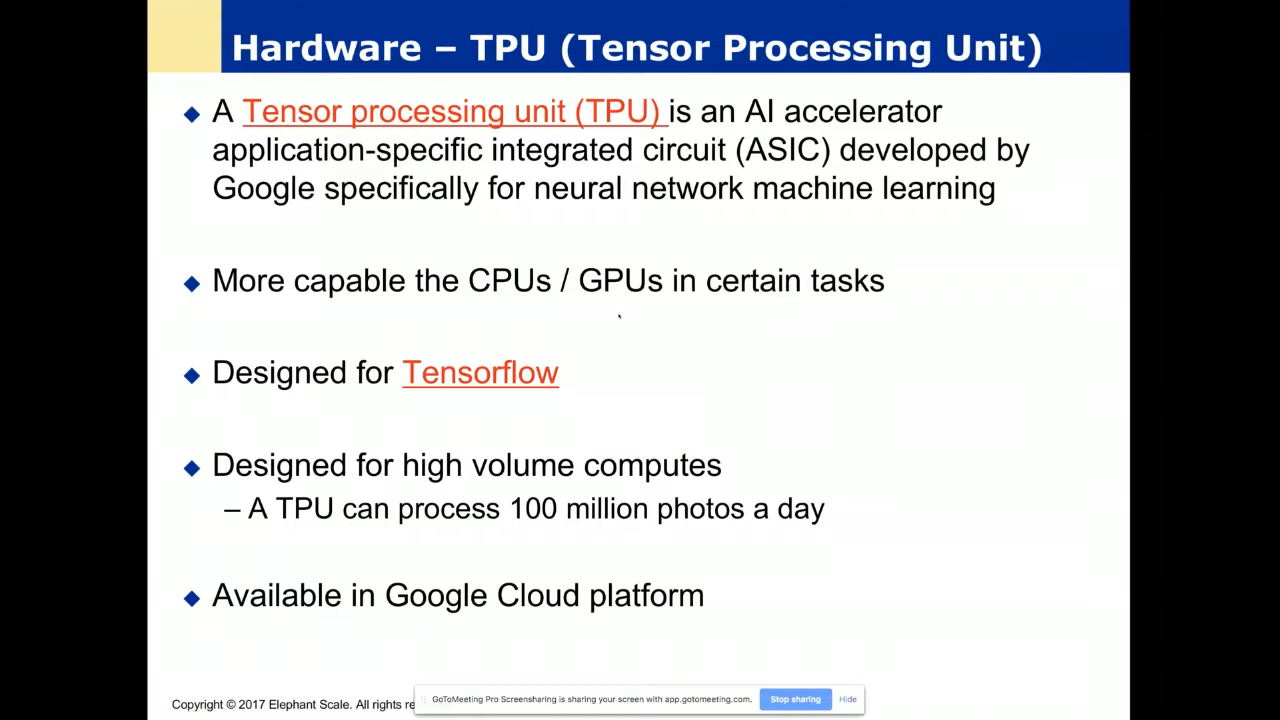 Hardware – TPU (Tensor Processing Unit)
A Tensor processing unit (TPU) is an AI accelerator
application-specific integrated circuit (ASIC) developed by
Google specifically for neural network machine learning
More capable the CPUs / GPUs in certain tasks
Designed for Tensorflow
Designed for high volume computes
– A TPU can process 100 million photos a day
Available in Google Cloud platform
Copyright © 2017 Elephant Scale. All rights re
GoToMeeting Pro Screensharing is sharing your screen with app.gotomeeting.com. Stop sharing Hide